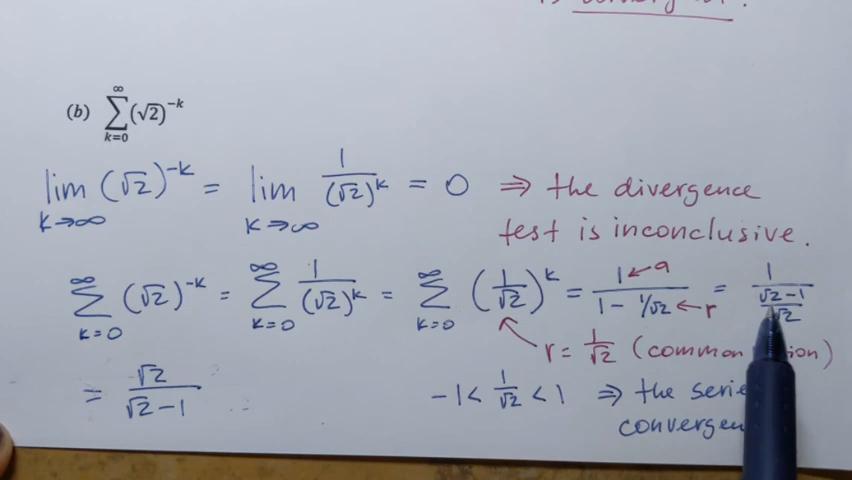 (b) ∑_{k=0}^{∞} (√2)^{-k}
lim_{k→∞} (√2)^{-k} = lim_{k→∞} 1/(√2)^k = 0 ⇒ the divergence
test is inconclusive.
∑_{k=0}^{∞} (√2)^{-k} = ∑_{k=0}^{∞} 1/(√2)^k = ∑_{k=0}^{∞} (1/√2)^k = 1/(1 - 1/√2) = 1/((√2-1)/√2)
← a
← r
r = 1/√2 (common
= √2/(√2-1)
-1 < 1/√2 < 1 ⇒ the